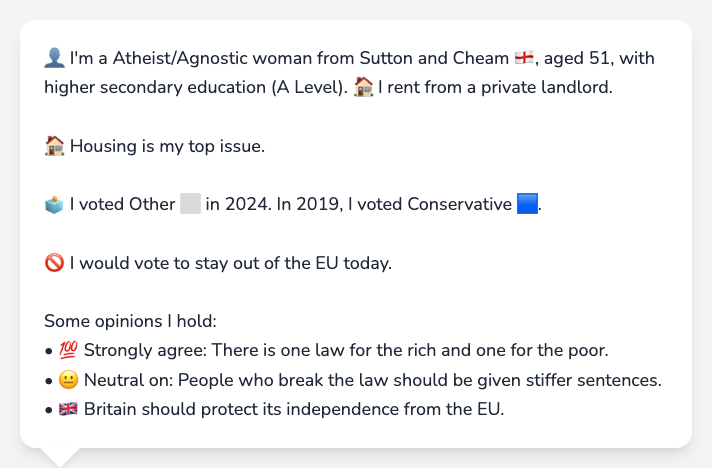 👤 I'm a Atheist/Agnostic woman from Sutton and Cheam 🏴󠁧󠁢󠁥󠁮󠁧󠁿, aged 51, with
higher secondary education (A Level). 🏠 I rent from a private landlord.
🏠 Housing is my top issue.
🗳️ I voted Other ⬜ in 2024. In 2019, I voted Conservative 🟦.
🚫 I would vote to stay out of the EU today.
Some opinions I hold:
• 💯 Strongly agree: There is one law for the rich and one for the poor.
• 😐 Neutral on: People who break the law should be given stiffer sentences.
• 🇬🇧 Britain should protect its independence from the EU.